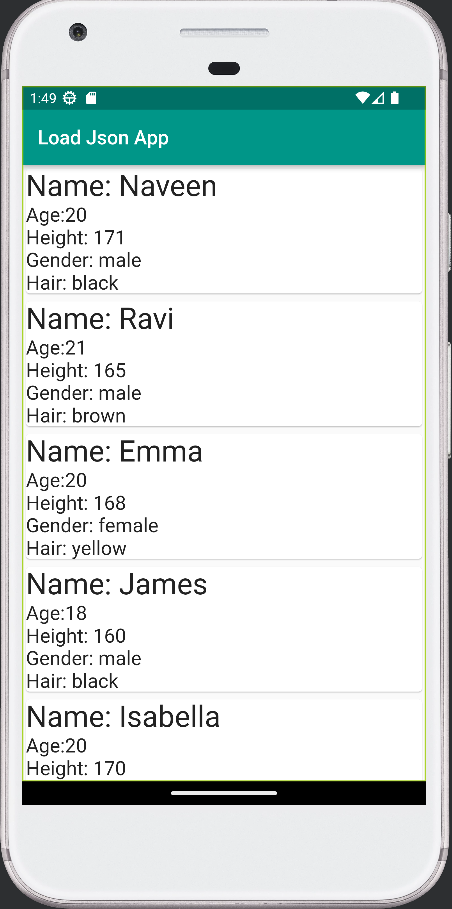 1:49
Load Json App
Name: Naveen
Age:20
Height: 171
Gender: male
Hair: black
Name: Ravi
Age:21
Height: 165
Gender: male
Hair: brown
Name: Emma
Age:20
Height: 168
Gender: female
Hair: yellow
Name: James
Age:18
Height: 160
Gender: male
Hair: black
Name: Isabella
Age:20
Height: 170